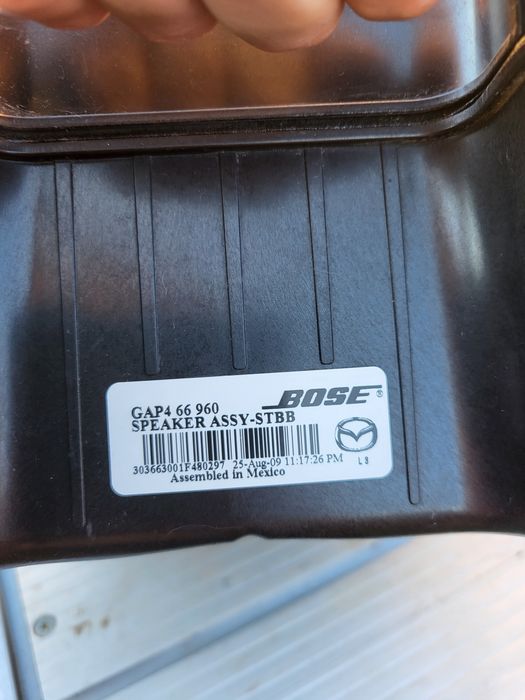 GAP4 66 960
BOSE®
SPEAKER ASSY-STBB
303663001F480297 25-Aug-09 11:17:26 PM
L8
Assembled in Mexico